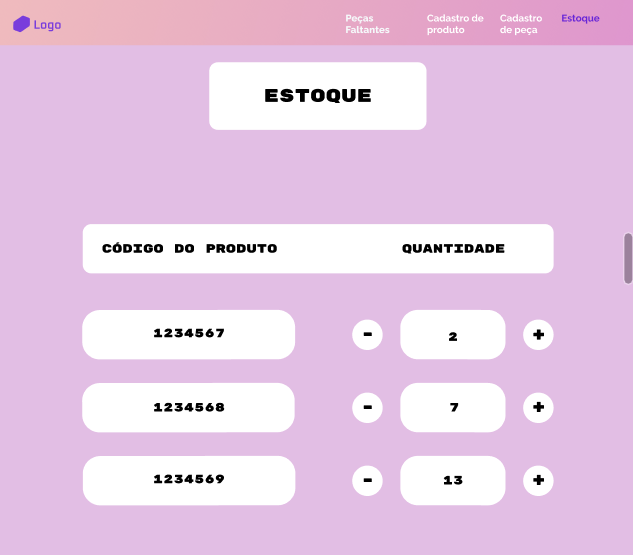 Logo
Peças
Faltantes
Cadastro de
produto
Cadastro
de peça
Estoque
ESTOQUE
CÓDIGO DO PRODUTO QUANTIDADE
1234567 - 2 +
1234568 - 7 +
1234569 - 13 +